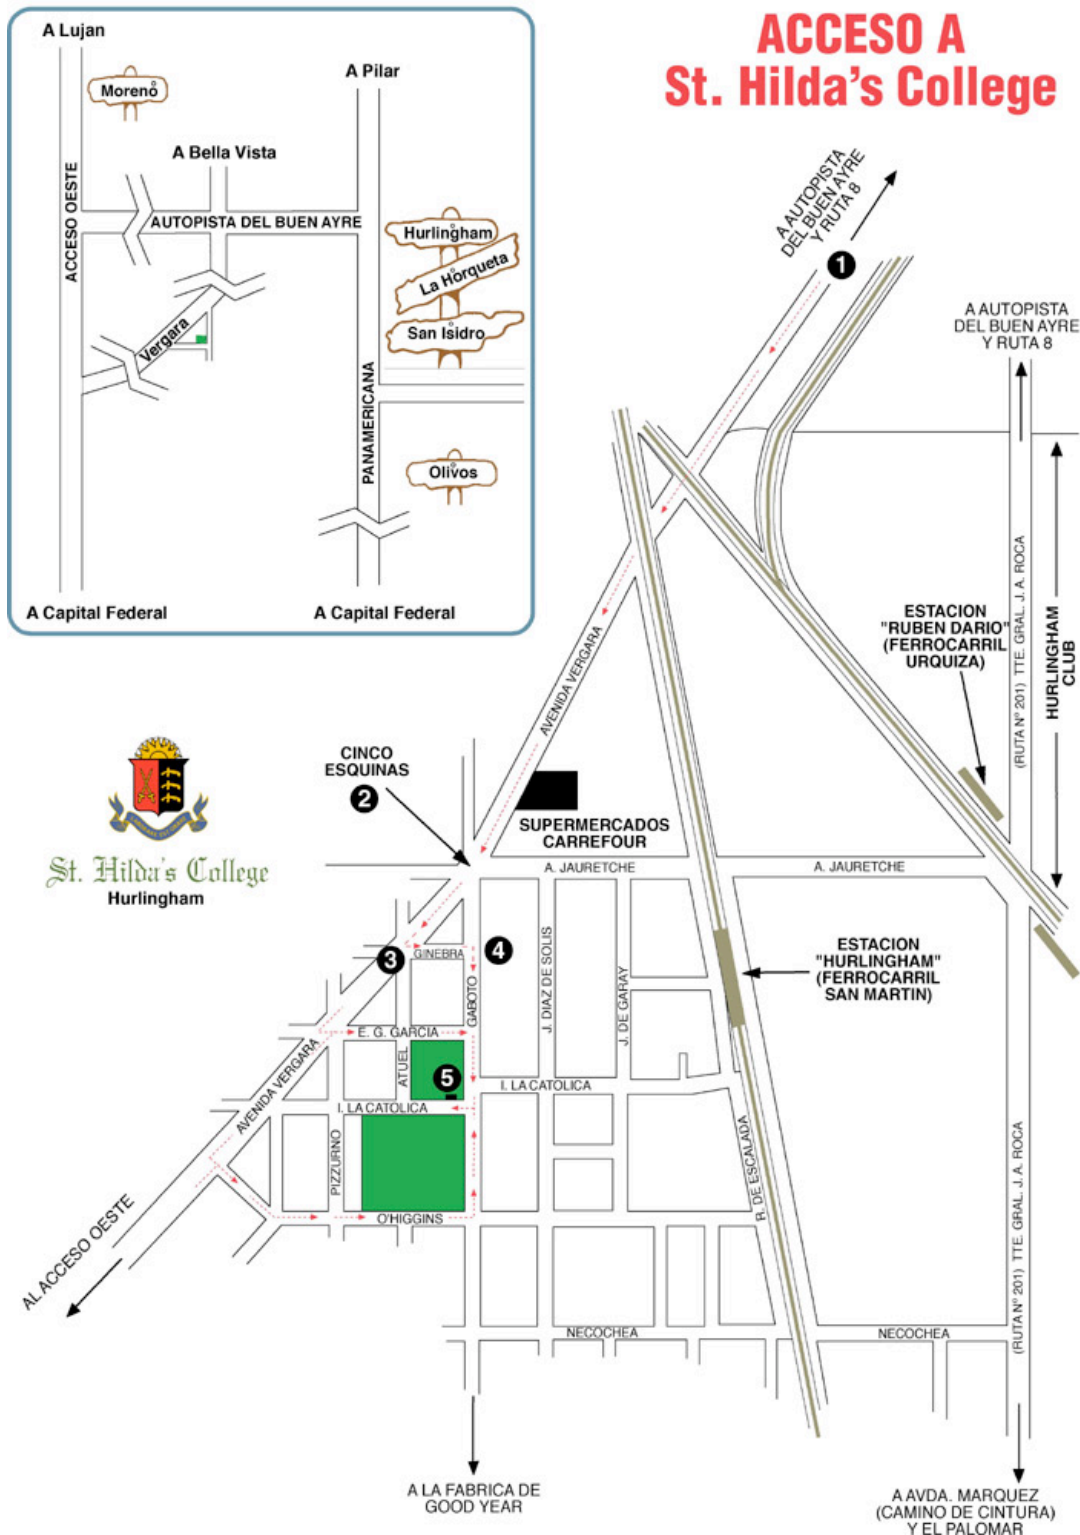 ACCESO A
St. Hilda's College
A Lujan
A Pilar
Moreno
A Bella Vista
ACCESO OESTE
AUTOPISTA DEL BUEN AYRE
Hurlingham
La Horqueta
San Isidro
Vergara
PANAMERICANA
Olivos
A Capital Federal
A Capital Federal
A AUTOPISTA
DEL BUEN AYRE
Y RUTA 8
1
A AUTOPISTA
DEL BUEN AYRE
Y RUTA 8
ESTACION
"RUBEN DARIO"
(FERROCARRIL
URQUIZA)
(RUTA Nº 201) TTE. GRAL. J. A. ROCA
HURLINGHAM
CLUB
AVENIDA VERGARA
CINCO
ESQUINAS
2
SUPERMERCADOS
CARREFOUR
St. Hilda's College
Hurlingham
A. JAURETCHE
A. JAURETCHE
3
GINEBRA
4
ESTACION
"HURLINGHAM"
(FERROCARRIL
SAN MARTIN)
GABOTO
J. DIAZ DE SOLIS
J. DE GARAY
E. G. GARCIA
ATUEL
5
I. LA CATOLICA
I. LA CATOLICA
AVENIDA VERGARA
PIZZURNO
R. DE ESCALADA
O'HIGGINS
AL ACCESO OESTE
(RUTA Nº 201) TTE. GRAL. J. A. ROCA
NECOCHEA
NECOCHEA
A LA FABRICA DE
GOOD YEAR
A AVDA. MARQUEZ
(CAMINO DE CINTURA)
Y EL PALOMAR